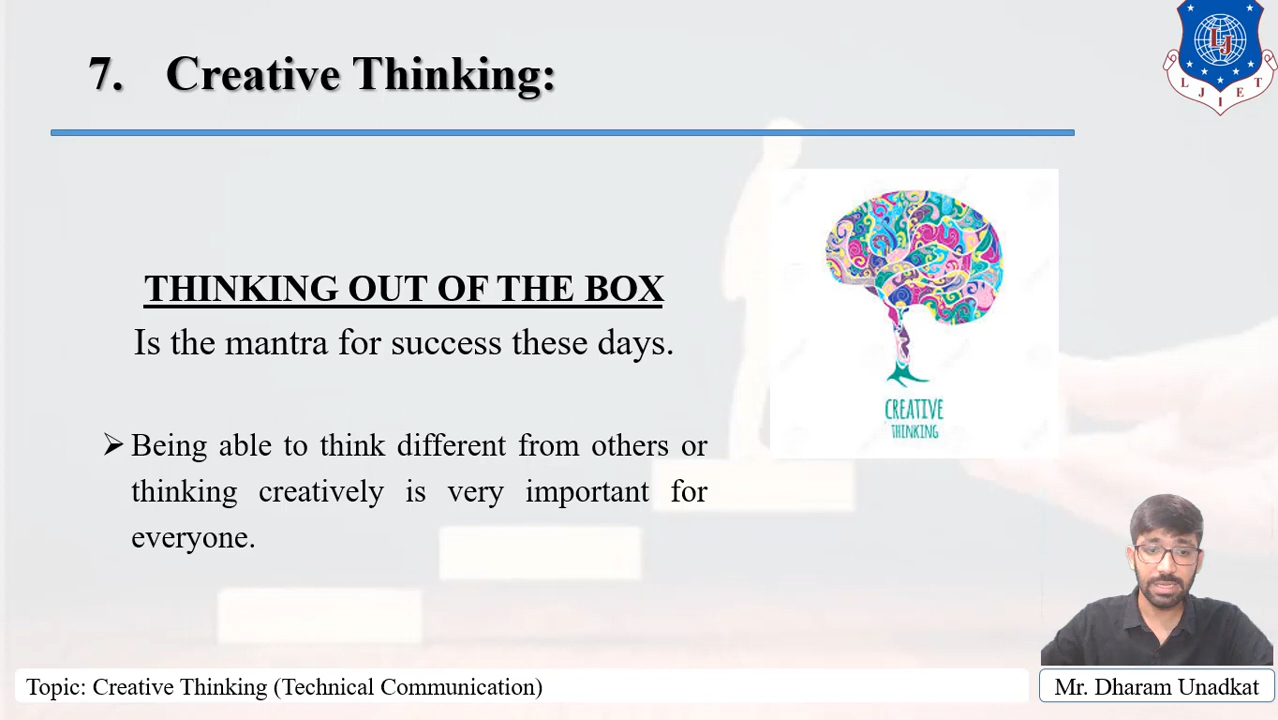 7. Creative Thinking:
LJ
L J I E T
THINKING OUT OF THE BOX
Is the mantra for success these days.
➢ Being able to think different from others or
thinking creatively is very important for
everyone.
CREATIVE
THINKING
Topic: Creative Thinking (Technical Communication)
Mr. Dharam Unadkat